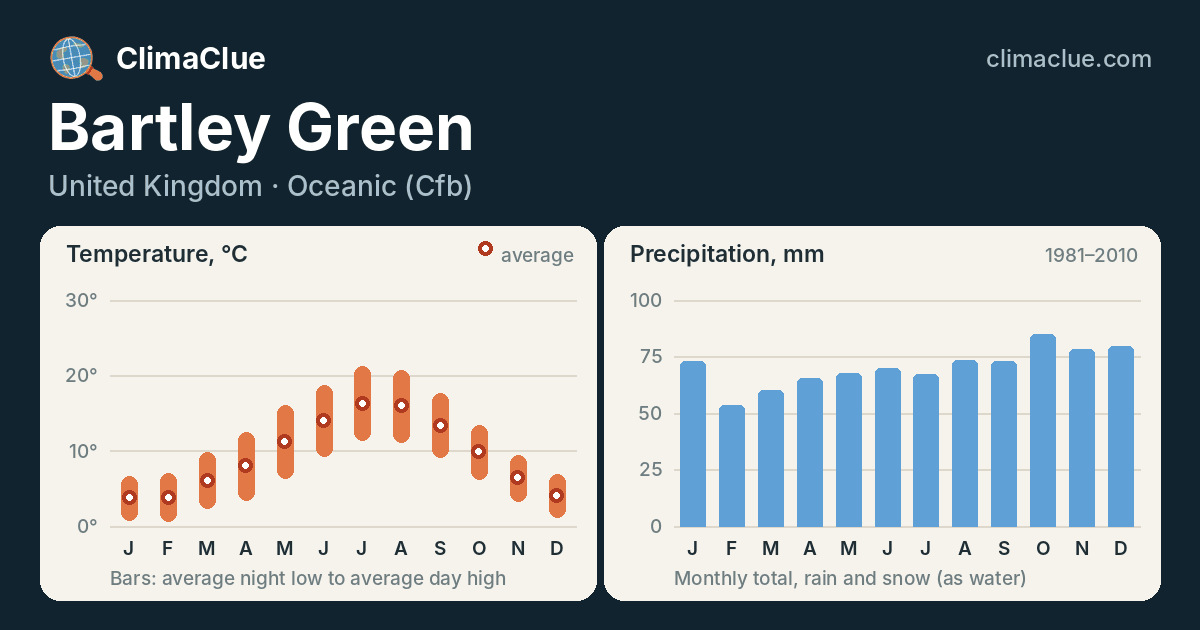 ClimaClue
climaclue.com
Bartley Green
United Kingdom · Oceanic (Cfb)
Temperature, °C
average
30°
20°
10°
0°
J F M A M J J A S O N D
Bars: average night low to average day high
Precipitation, mm
1981–2010
100
75
50
25
0
J F M A M J J A S O N D
Monthly total, rain and snow (as water)